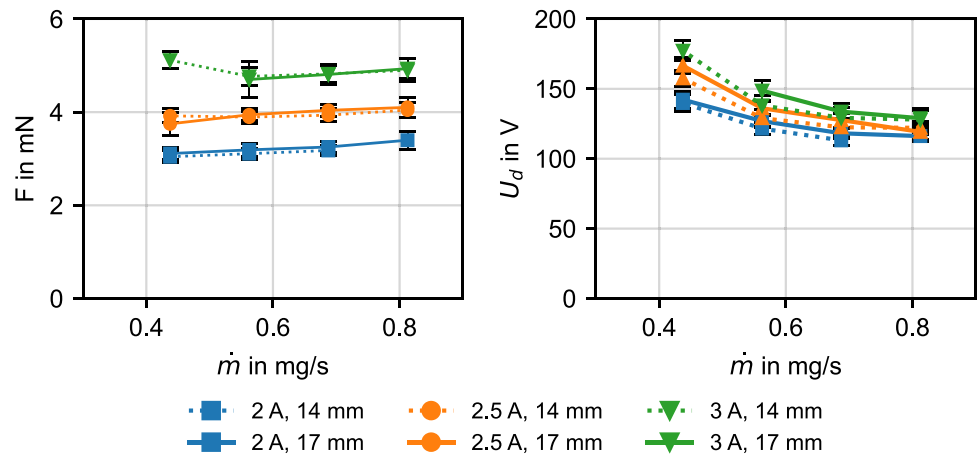 6
4
2
0
F in mN
0.4 0.6 0.8
ṁ in mg/s
200
150
100
50
0
U_d in V
0.4 0.6 0.8
ṁ in mg/s
2 A, 14 mm 2.5 A, 14 mm 3 A, 14 mm
2 A, 17 mm 2.5 A, 17 mm 3 A, 17 mm